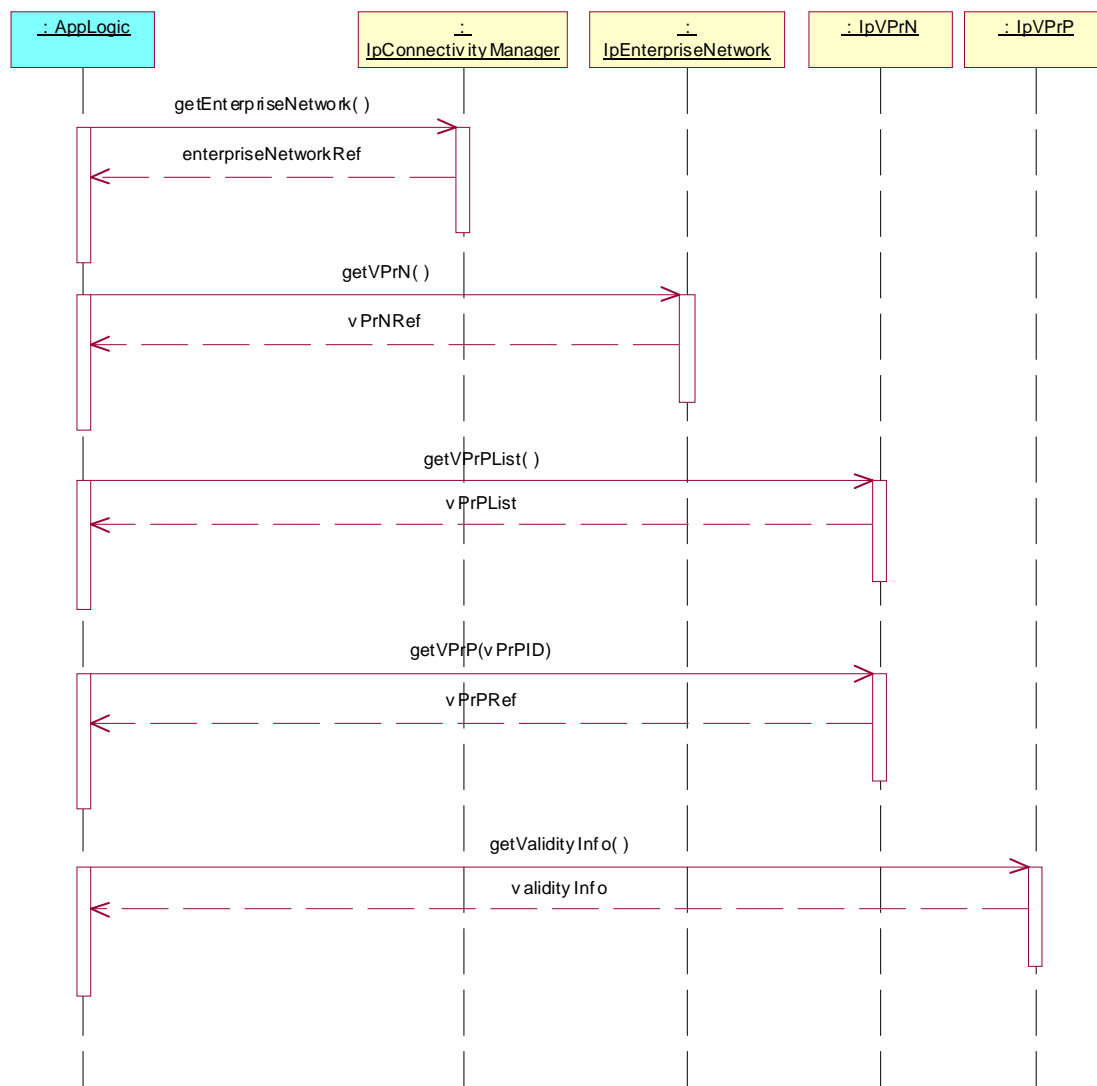 : AppLogic
:
IpConnectivityManager
:
IpEnterpriseNetwork
: IpVPrN
: IpVPrP
getEnterpriseNetwork( )
enterpriseNetworkRef
getVPrN( )
vPrNRef
getVPrPList( )
vPrPList
getVPrP(vPrPID)
vPrPRef
getValidityInfo( )
validityInfo